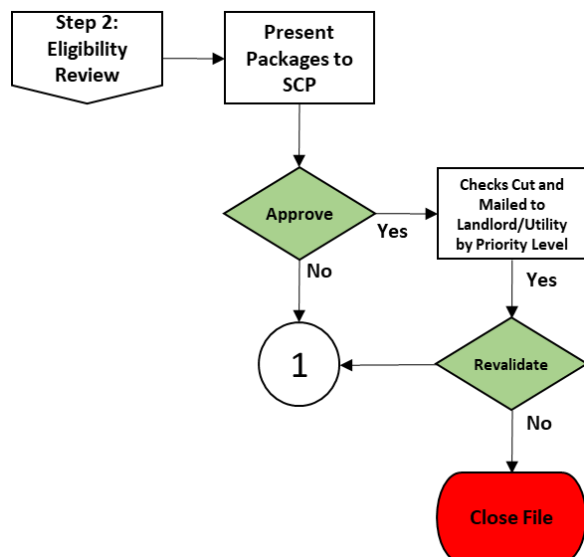 Step 2:
Eligibility
Review
Present
Packages to
SCP
Approve
Yes
Checks Cut and
Mailed to
Landlord/Utility
by Priority Level
No
Yes
1
Revalidate
No
Close File